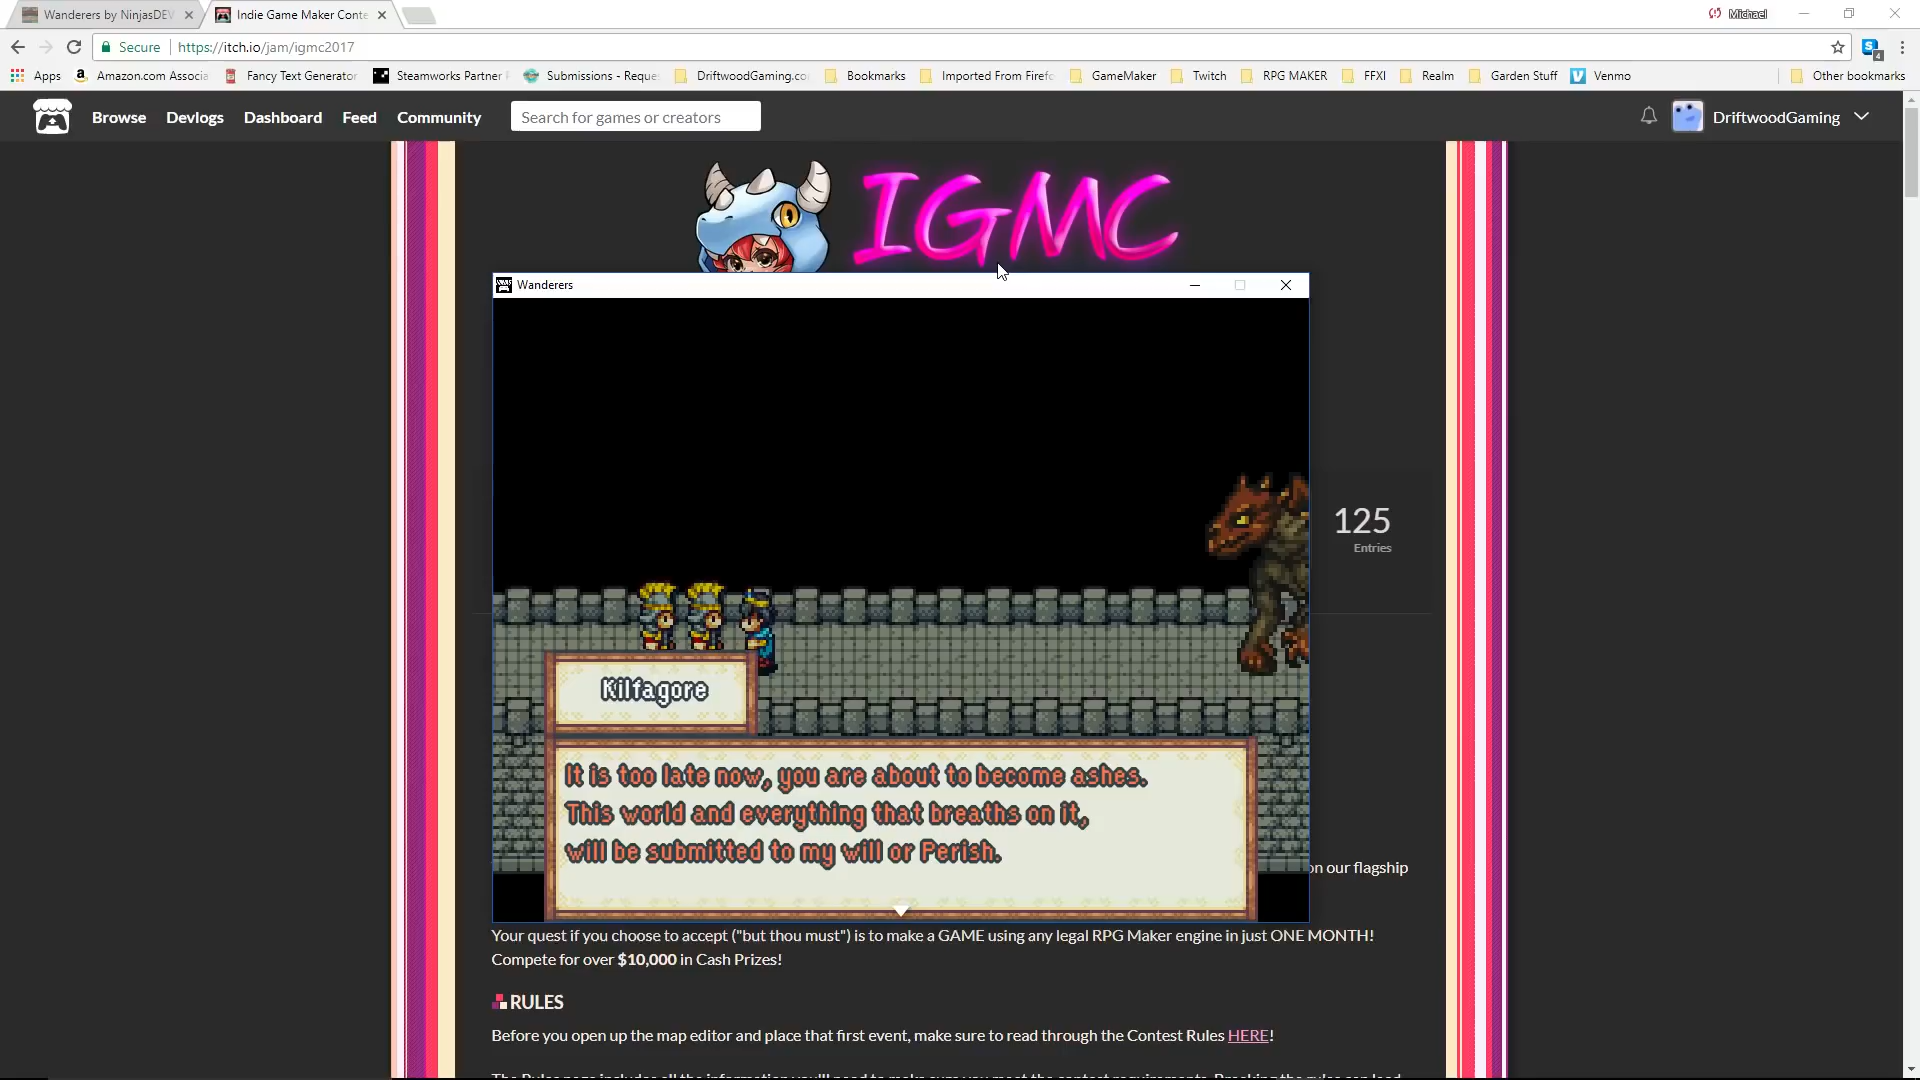 Wanderers by NinjasDEV
Indie Game Maker Conte
Michael
Secure
https://itch.io/jam/igmc2017
Apps
Amazon.com Associa
Fancy Text Generator
Steamworks Partner
Submissions - Reque
DriftwoodGaming.co
Bookmarks
Imported From Firef
GameMaker
Twitch
RPG MAKER
FFXI
Realm
Garden Stuff
Venmo
Other bookmarks
Browse
Devlogs
Dashboard
Feed
Community
Search for games or creators
DriftwoodGaming
IGMC
Wanderers
125
Entries
Kilfagore
It is too late now, you are about to become ashes.
This world and everything that breaths on it,
will be submitted to my will or Perish.
on our flagship
Your quest if you choose to accept ("but thou must") is to make a GAME using any legal RPG Maker engine in just ONE MONTH!
Compete for over $10,000 in Cash Prizes!
RULES
Before you open up the map editor and place that first event, make sure to read through the Contest Rules HERE!